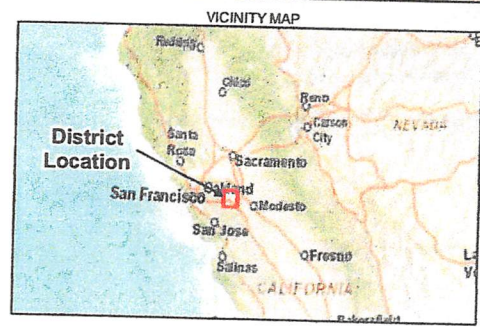 VICINITY MAP
Redding
Chico
Reno
Carson
City
NEVADA
District
Location
Santa
Rosa
Sacramento
San Francisco
Oakland
Modesto
San Jose
Fresno
Salinas
CALIFORNIA
Bakersfield